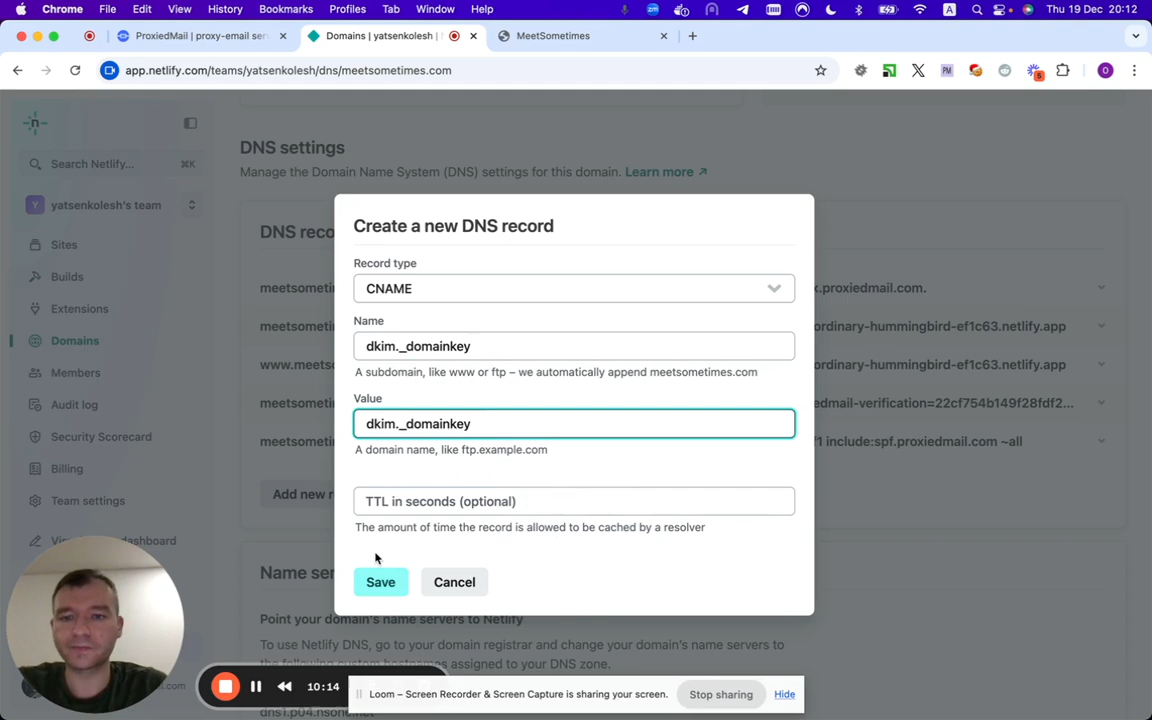 Chrome File Edit View History Bookmarks Profiles Tab Window Help A Thu 19 Dec 20:12
ProxiedMail | proxy-email ser
Domains | yatsenkolesh |
MeetSometimes
app.netlify.com/teams/yatsenkolesh/dns/meetsometimes.com
PM
5
O
n
Search Netlify...
⌘K
Y yatsenkolesh's team
Sites
Builds
Extensions
Domains
Members
Audit log
Security Scorecard
Billing
Team settings
dashboard
DNS settings
Manage the Domain Name System (DNS) settings for this domain. Learn more ↗
DNS reco
meetsometim x.proxiedmail.com.
meetsometim ordinary-hummingbird-ef1c63.netlify.app
www.meets ordinary-hummingbird-ef1c63.netlify.app
meetsometim edmail-verification=22cf754b149f28fdf2...
meetsometim f1 include:spf.proxiedmail.com ~all
Add new r
Create a new DNS record
Record type
CNAME
Name
dkim._domainkey
A subdomain, like www or ftp – we automatically append meetsometimes.com
Value
dkim._domainkey
A domain name, like ftp.example.com
TTL in seconds (optional)
The amount of time the record is allowed to be cached by a resolver
Save
Cancel
Name ser
Point your domain's name servers to Netlify
To use Netlify DNS, go to your domain registrar and change your domain's name servers to
the following custom hostnames assigned to your DNS zone.
dns1.p04.nsone.net
10:14
Loom – Screen Recorder & Screen Capture is sharing your screen.
Stop sharing
Hide